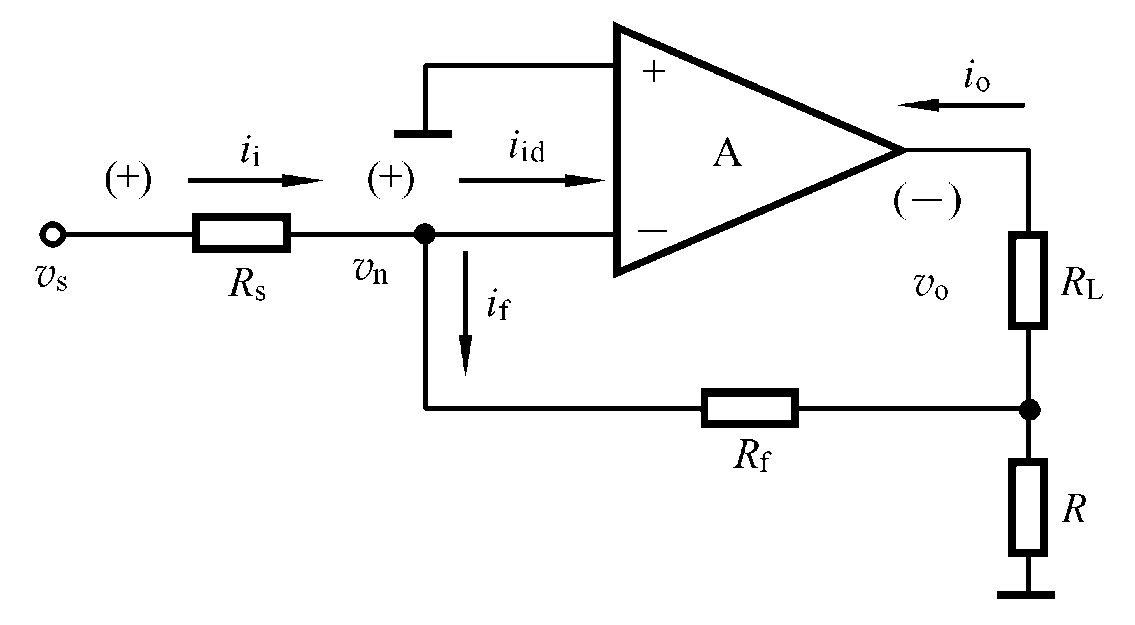 +
i_o
i_i
i_id
A
(+)
(+)
(−)
−
v_s
R_s
v_n
i_f
v_o
R_L
R_f
R